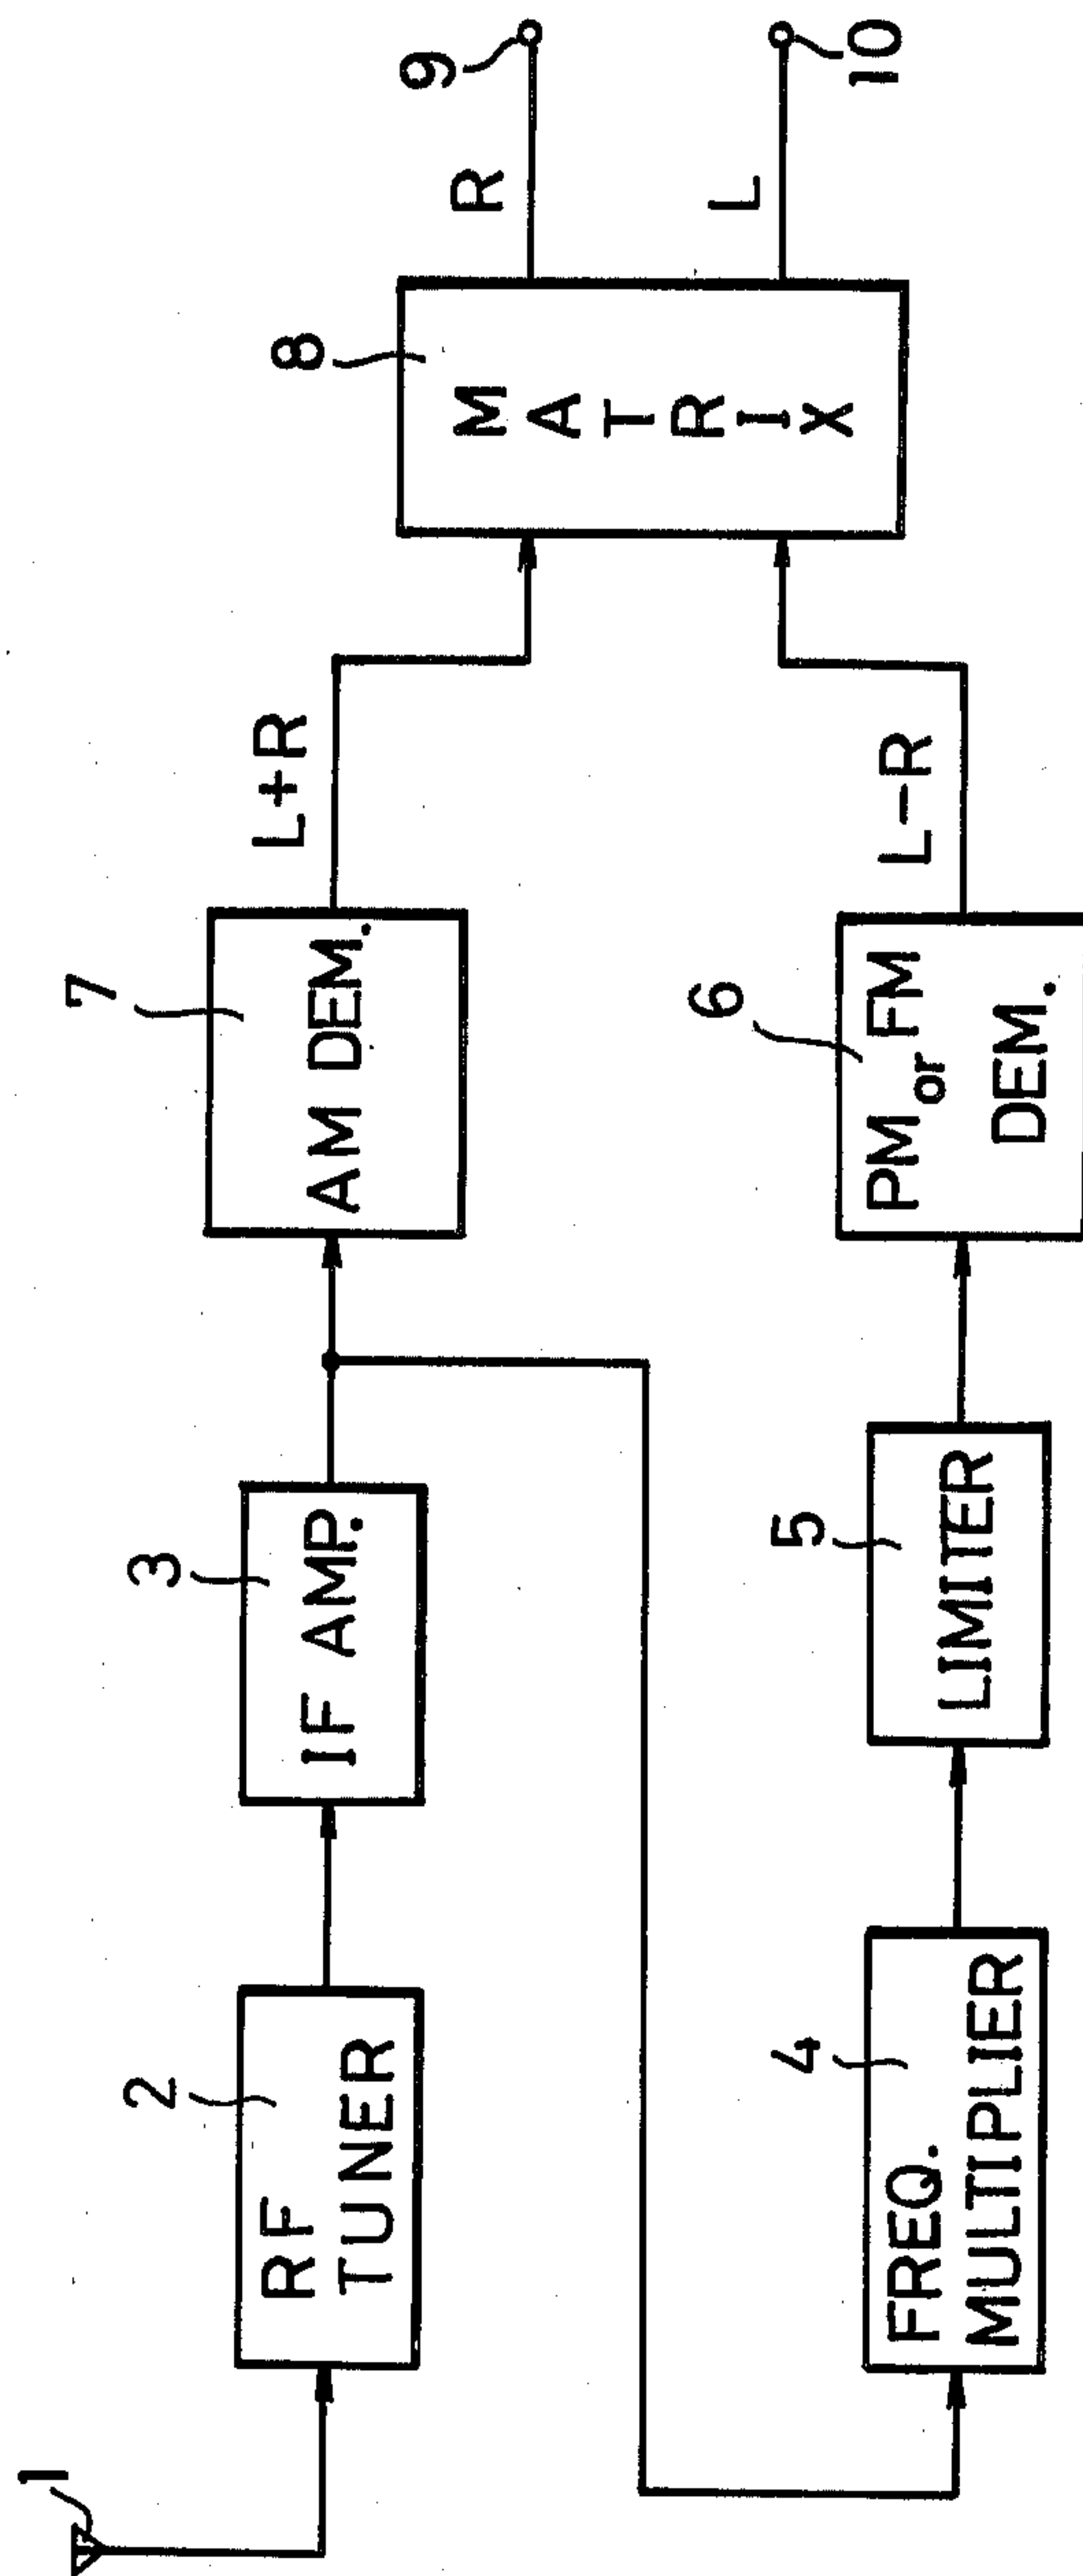 1
2
RF
TUNER
3
IF AMP.
7
AM DEM.
L+R
8
MATRIX
R
9
L
10
4
FREQ.
MULTIPLIER
5
LIMITER
6
PM or FM
DEM.
L-R